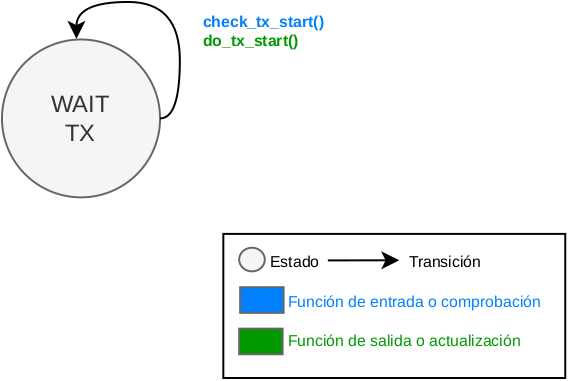 check_tx_start()
do_tx_start()
WAIT
TX
Estado
Transición
Función de entrada o comprobación
Función de salida o actualización